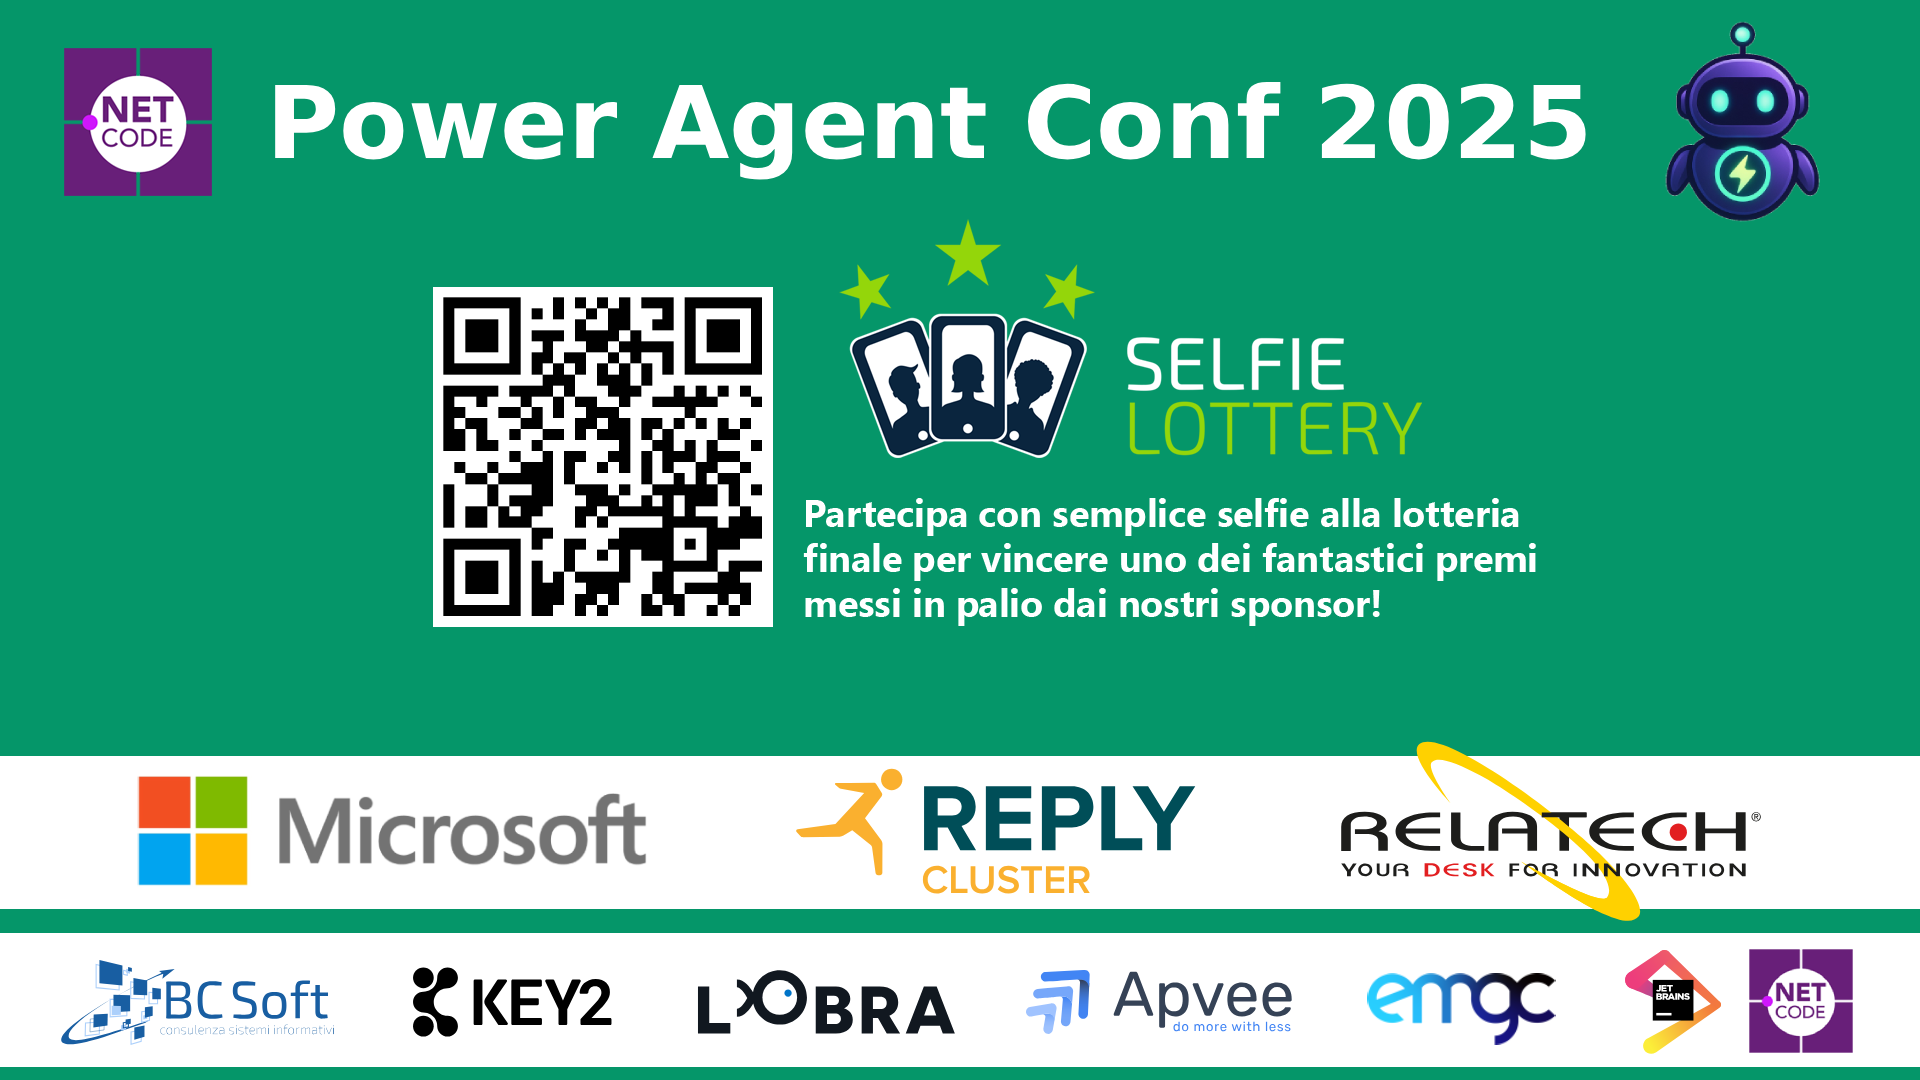 NET
CODE
Power Agent Conf 2025
SELFIE
LOTTERY
Partecipa con semplice selfie alla lotteria
finale per vincere uno dei fantastici premi
messi in palio dai nostri sponsor!
Microsoft
REPLY
CLUSTER
RELATECH®
YOUR DESK FOR INNOVATION
BC Soft
consulenza sistemi informativi
KEY2
LOBRA
Apvee
do more with less
emgc
JET
BRAINS
NET
CODE